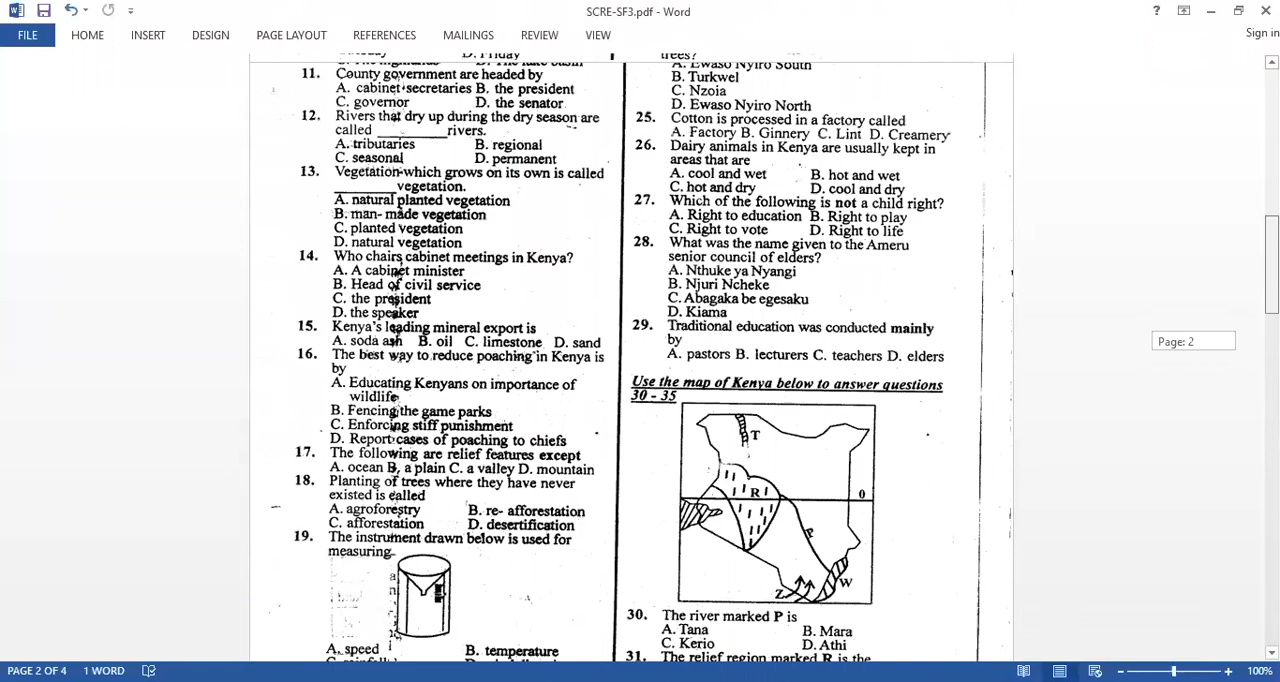 SCRE-SF3.pdf - Word
Sign in
FILE HOME INSERT DESIGN PAGE LAYOUT REFERENCES MAILINGS REVIEW VIEW
D. Friday
11. County government are headed by
A. cabinet secretaries B. the president
C. governor D. the senator
12. Rivers that dry up during the dry season are
called ________ rivers.
A. tributaries B. regional
C. seasonal D. permanent
13. Vegetation which grows on its own is called
________ vegetation.
A. natural planted vegetation
B. man- made vegetation
C. planted vegetation
D. natural vegetation
14. Who chairs cabinet meetings in Kenya?
A. A cabinet minister
B. Head of civil service
C. the president
D. the speaker
15. Kenya's leading mineral export is
A. soda ash B. oil C. limestone D. sand
16. The best way to reduce poaching in Kenya is
by
A. Educating Kenyans on importance of
wildlife
B. Fencing the game parks
C. Enforcing stiff punishment
D. Report cases of poaching to chiefs
17. The following are relief features except
A. ocean B, a plain C. a valley D. mountain
18. Planting of trees where they have never
existed is called
A. agroforestry B. re- afforestation
C. afforestation D. desertification
19. The instrument drawn below is used for
measuring
A. speed B. temperature
trees?
A. Ewaso Nyiro South
B. Turkwel
C. Nzoia
D. Ewaso Nyiro North
25. Cotton is processed in a factory called
A. Factory B. Ginnery C. Lint D. Creamery
26. Dairy animals in Kenya are usually kept in
areas that are
A. cool and wet B. hot and wet
C. hot and dry D. cool and dry
27. Which of the following is not a child right?
A. Right to education B. Right to play
C. Right to vote D. Right to life
28. What was the name given to the Ameru
senior council of elders?
A. Nthuke ya Nyangi
B. Njuri Ncheke
C. Abagaka be egesaku
D. Kiama
29. Traditional education was conducted mainly
by
A. pastors B. lecturers C. teachers D. elders
Use the map of Kenya below to answer questions
30 - 35
T
R
0
P
W
Z
30. The river marked P is
A. Tana B. Mara
C. Kerio D. Athi
31. The relief region marked R is the
Page: 2
PAGE 2 OF 4 1 WORD
100%